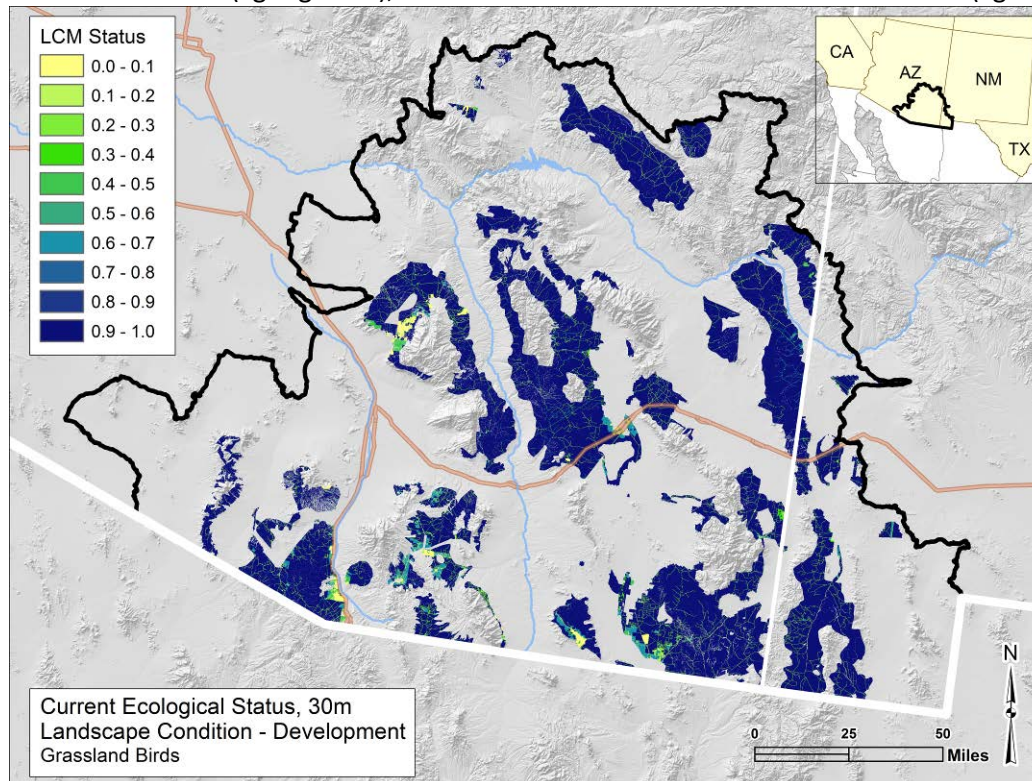 LCM Status
0.0 - 0.1
0.1 - 0.2
0.2 - 0.3
0.3 - 0.4
0.4 - 0.5
0.5 - 0.6
0.6 - 0.7
0.7 - 0.8
0.8 - 0.9
0.9 - 1.0
CA
AZ
NM
TX
N
0 25 50
Miles
Current Ecological Status, 30m
Landscape Condition - Development
Grassland Birds